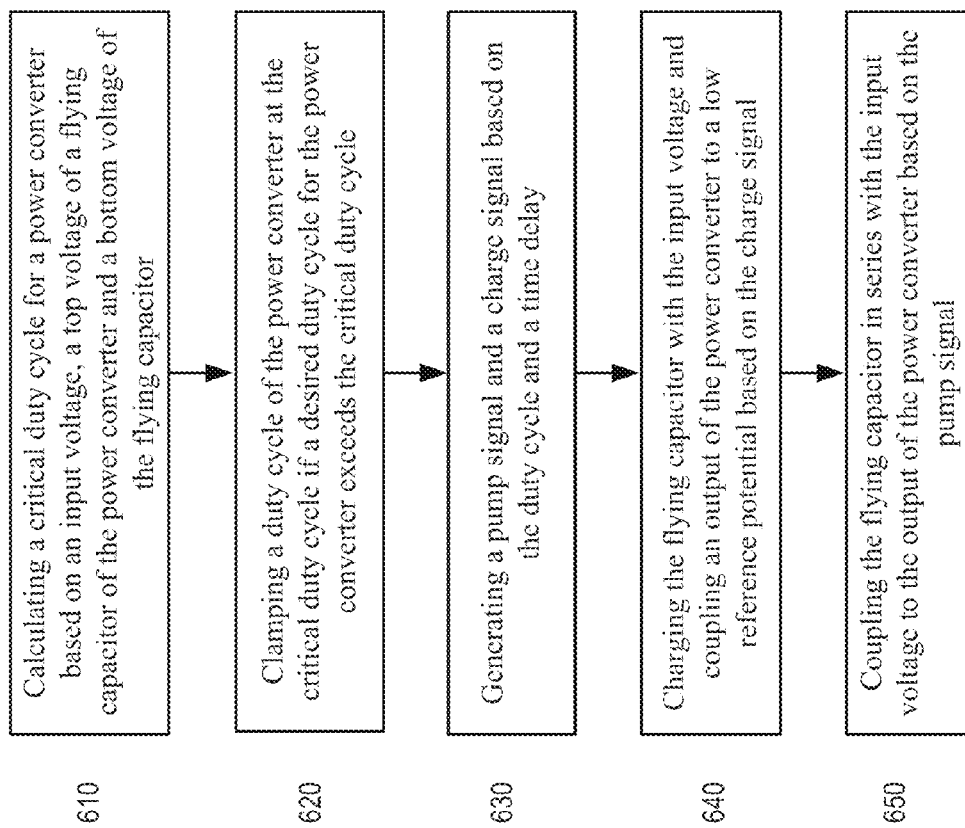 610
Calculating a critical duty cycle for a power converter
based on an input voltage, a top voltage of a flying
capacitor of the power converter and a bottom voltage of
the flying capacitor
620
Clamping a duty cycle of the power converter at the
critical duty cycle if a desired duty cycle for the power
converter exceeds the critical duty cycle
630
Generating a pump signal and a charge signal based on
the duty cycle and a time delay
640
Charging the flying capacitor with the input voltage and
coupling an output of the power converter to a low
reference potential based on the charge signal
650
Coupling the flying capacitor in series with the input
voltage to the output of the power converter based on the
pump signal